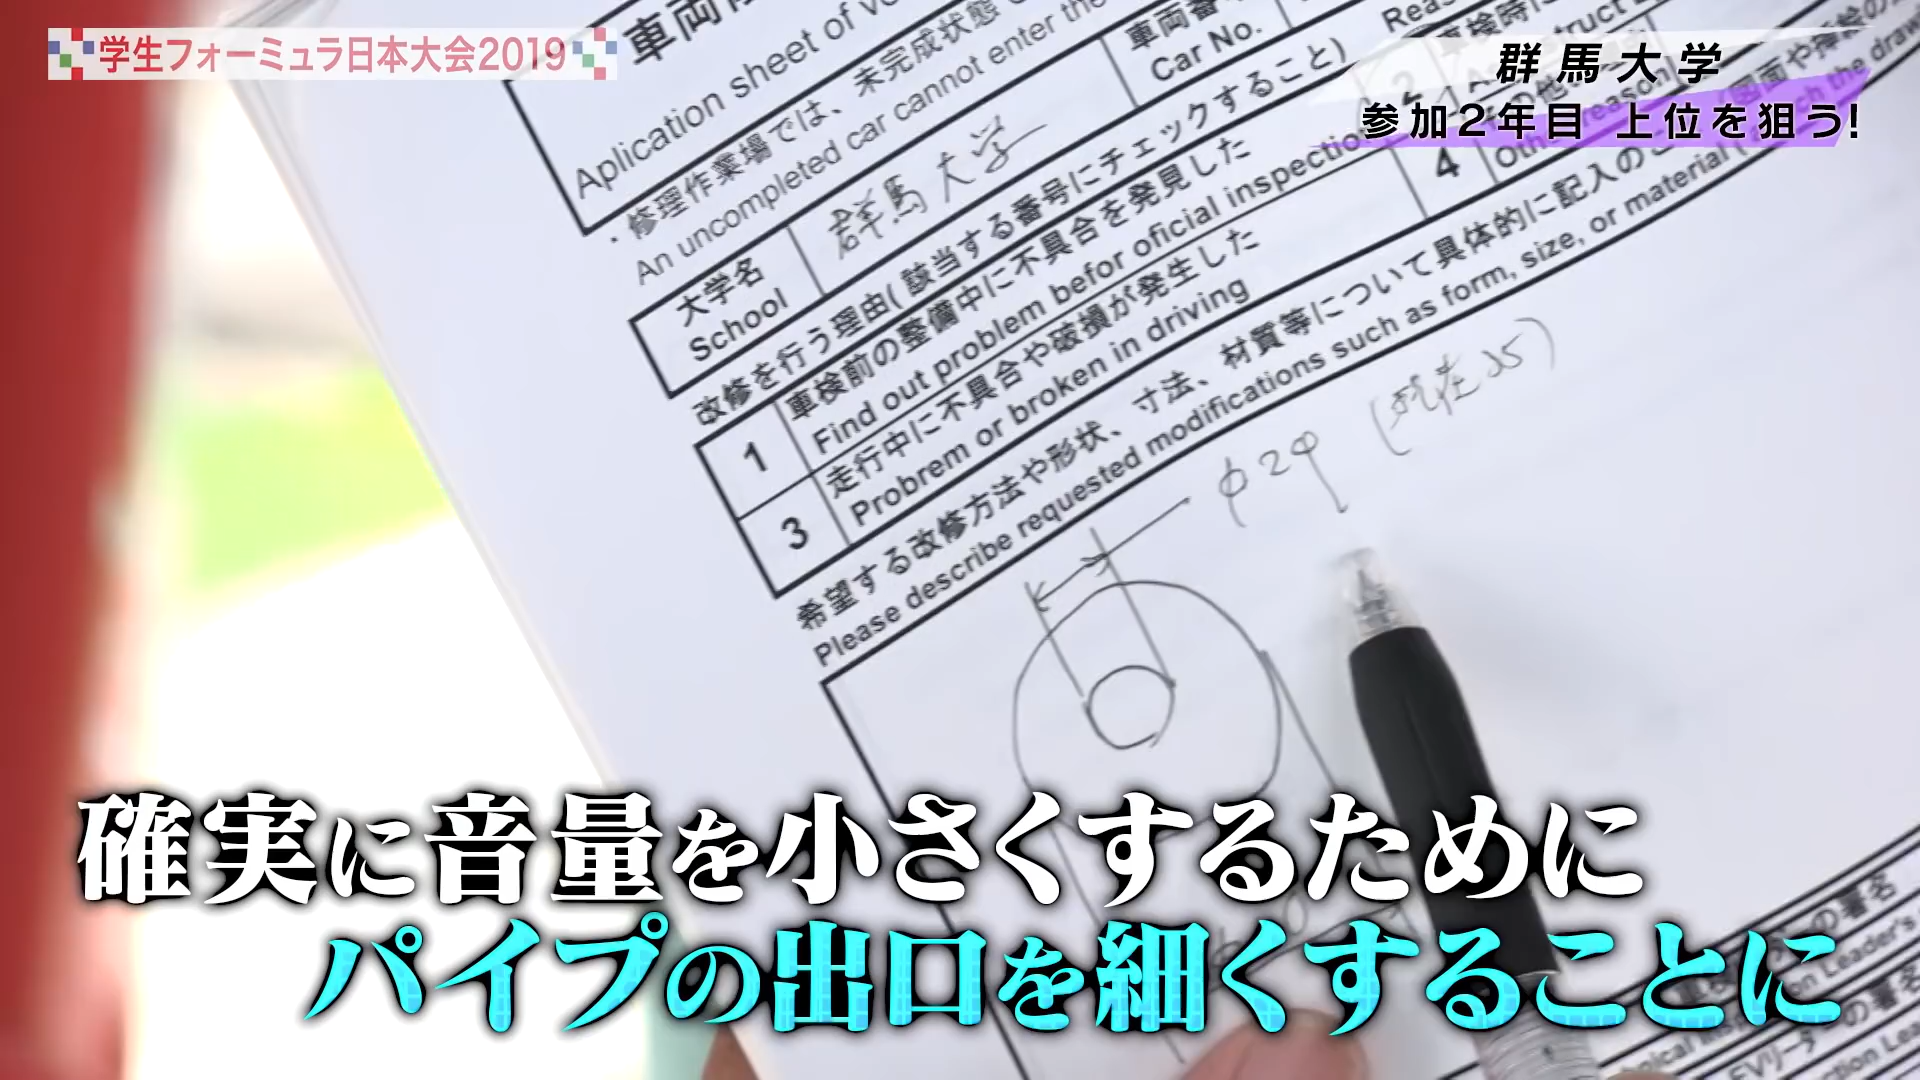 学生フォーミュラ日本大会2019
群馬大学
参加2年目 上位を狙う!
Aplication sheet of
・修理作業場では、未完成状態
An uncompleted car cannot enter the
車両番号
Car No.
大学名
School
群馬大学
改修を行う理由(該当する番号にチェックすること)
1
車検前の整備中に不具合を発見した
Find out problem befor oficial inspection
2
3
走行中に不具合や破損が発生した
Probrem or broken in driving
4
希望する改修方法や形状、寸法、材質等について具体的に記入のこ
Please describe requested modifications such as form, size, or material
φ29
確実に音量を小さくするために
パイプの出口を細くすることに